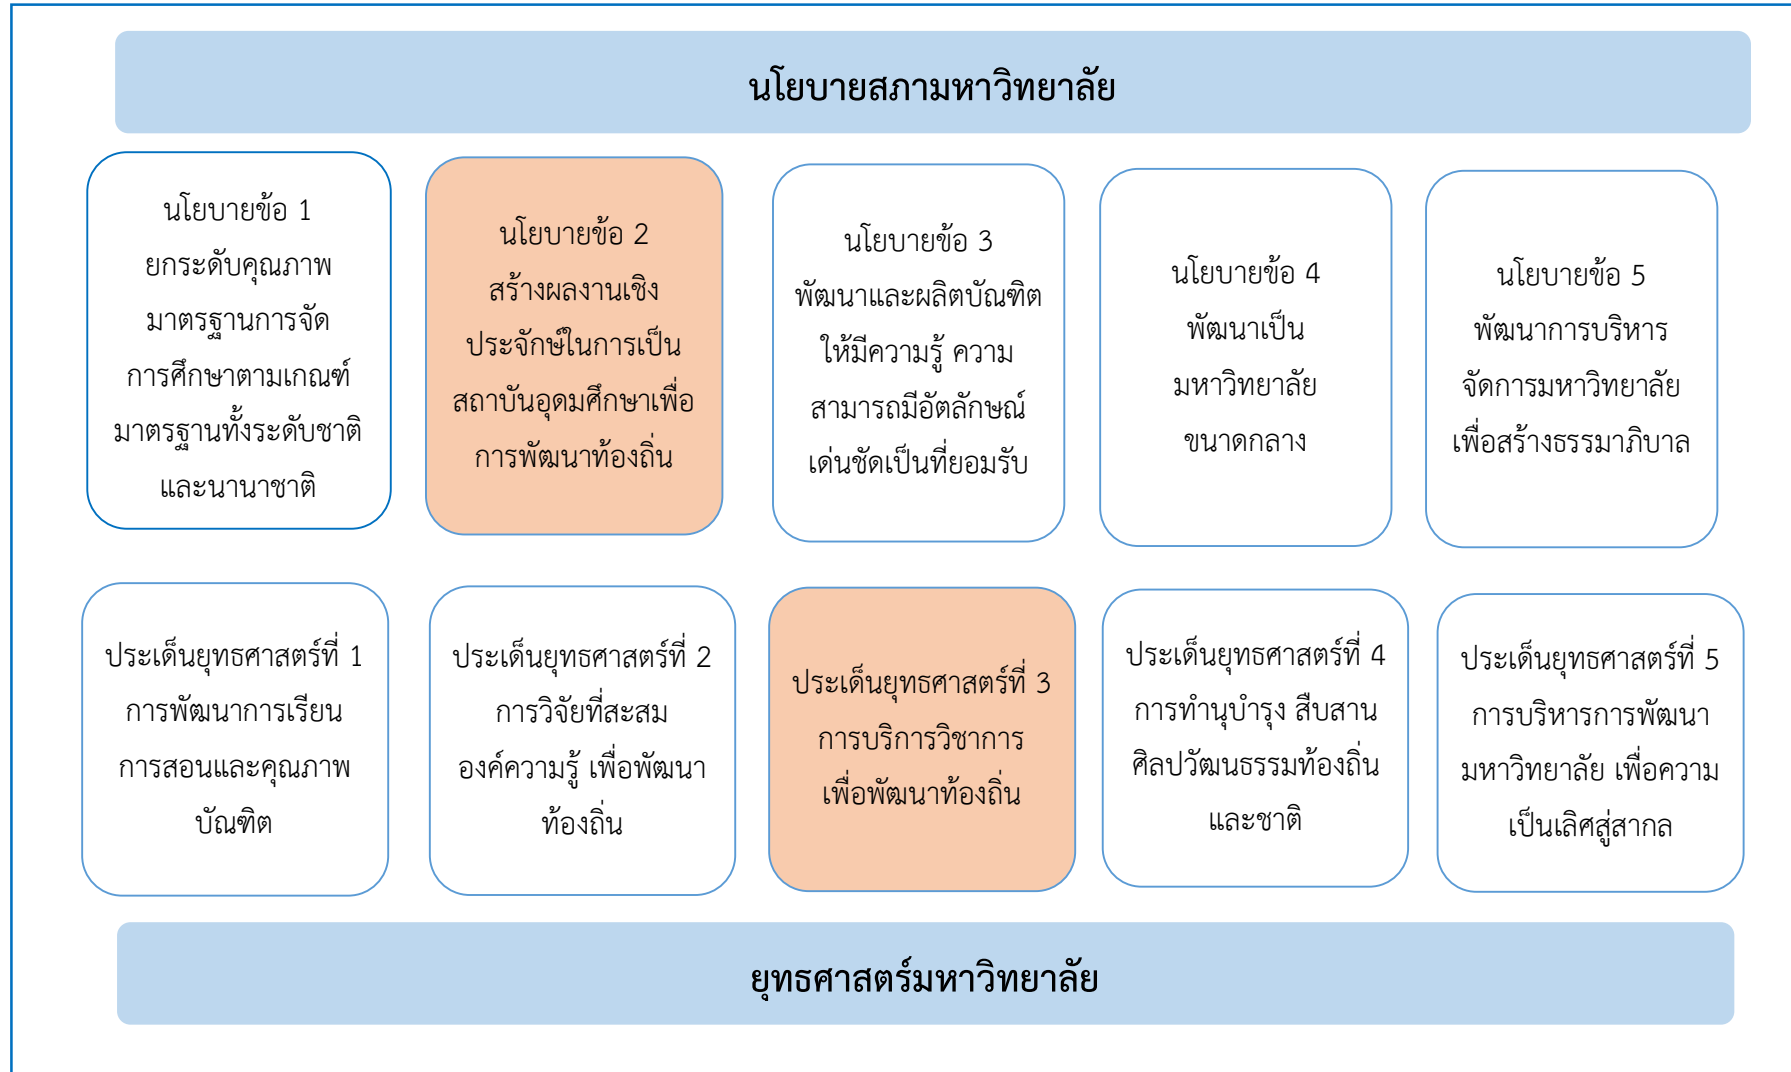 นโยบายสภามหาวิทยาลัย
นโยบายข้อ 1
ยกระดับคุณภาพ
มาตรฐานการจัด
การศึกษาตามเกณฑ์
มาตรฐานทั้งระดับชาติ
และนานาชาติ
นโยบายข้อ 2
สร้างผลงานเชิง
ประจักษ์ในการเป็น
สถาบันอุดมศึกษาเพื่อ
การพัฒนาท้องถิ่น
นโยบายข้อ 3
พัฒนาและผลิตบัณฑิต
ให้มีความรู้ ความ
สามารถมีอัตลักษณ์
เด่นชัดเป็นที่ยอมรับ
นโยบายข้อ 4
พัฒนาเป็น
มหาวิทยาลัย
ขนาดกลาง
นโยบายข้อ 5
พัฒนาการบริหาร
จัดการมหาวิทยาลัย
เพื่อสร้างธรรมาภิบาล
ประเด็นยุทธศาสตร์ที่ 1
การพัฒนาการเรียน
การสอนและคุณภาพ
บัณฑิต
ประเด็นยุทธศาสตร์ที่ 2
การวิจัยที่สะสม
องค์ความรู้ เพื่อพัฒนา
ท้องถิ่น
ประเด็นยุทธศาสตร์ที่ 3
การบริการวิชาการ
เพื่อพัฒนาท้องถิ่น
ประเด็นยุทธศาสตร์ที่ 4
การทำนุบำรุง สืบสาน
ศิลปวัฒนธรรมท้องถิ่น
และชาติ
ประเด็นยุทธศาสตร์ที่ 5
การบริหารการพัฒนา
มหาวิทยาลัย เพื่อความ
เป็นเลิศสู่สากล
ยุทธศาสตร์มหาวิทยาลัย